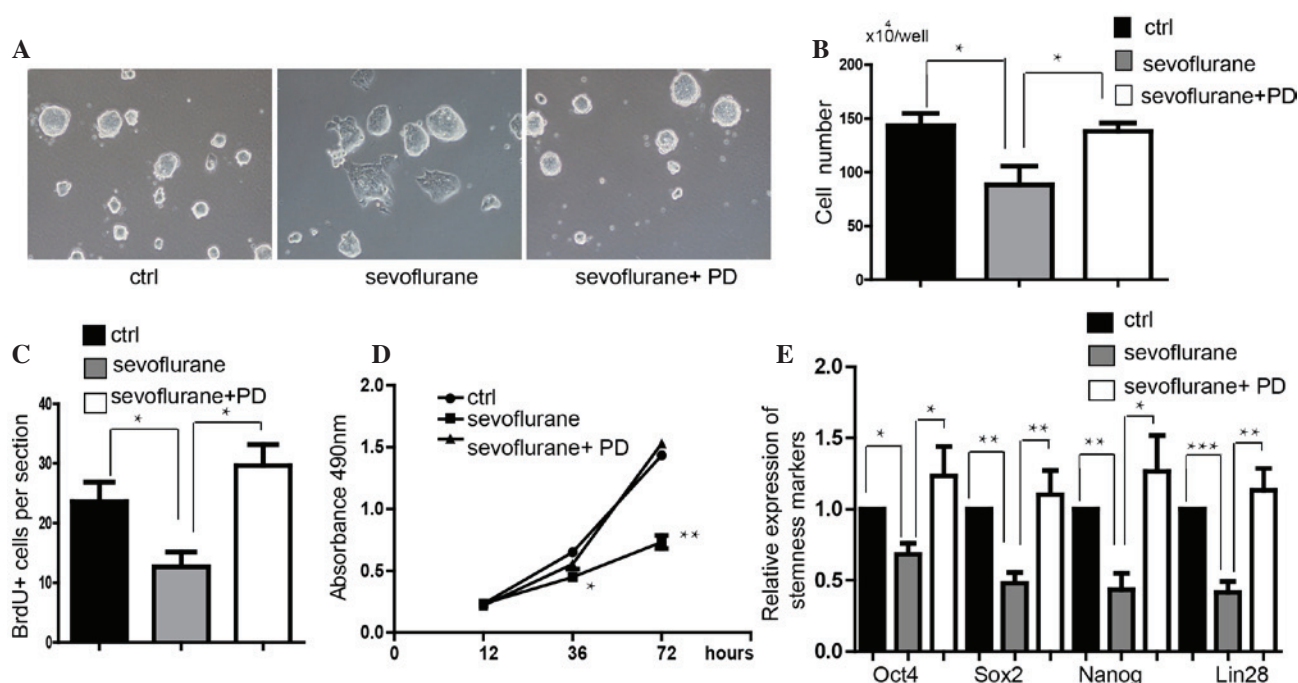 A
ctrl
sevoflurane
sevoflurane+ PD
B
x10⁴/well
ctrl
sevoflurane
sevoflurane+PD
Cell number
200
150
100
50
0
*
*
C
ctrl
sevoflurane
sevoflurane+PD
BrdU+ cells per section
40
30
20
10
0
*
*
D
Absorbance 490nm
2.0
1.5
1.0
0.5
0.0
ctrl
sevoflurane
sevoflurane+ PD
*
**
0 12 36 72 hours
E
ctrl
sevoflurane
sevoflurane+ PD
Relative expression of
stemness markers
2.0
1.5
1.0
0.5
0.0
* * ** ** ** * *** **
Oct4 Sox2 Nanog Lin28